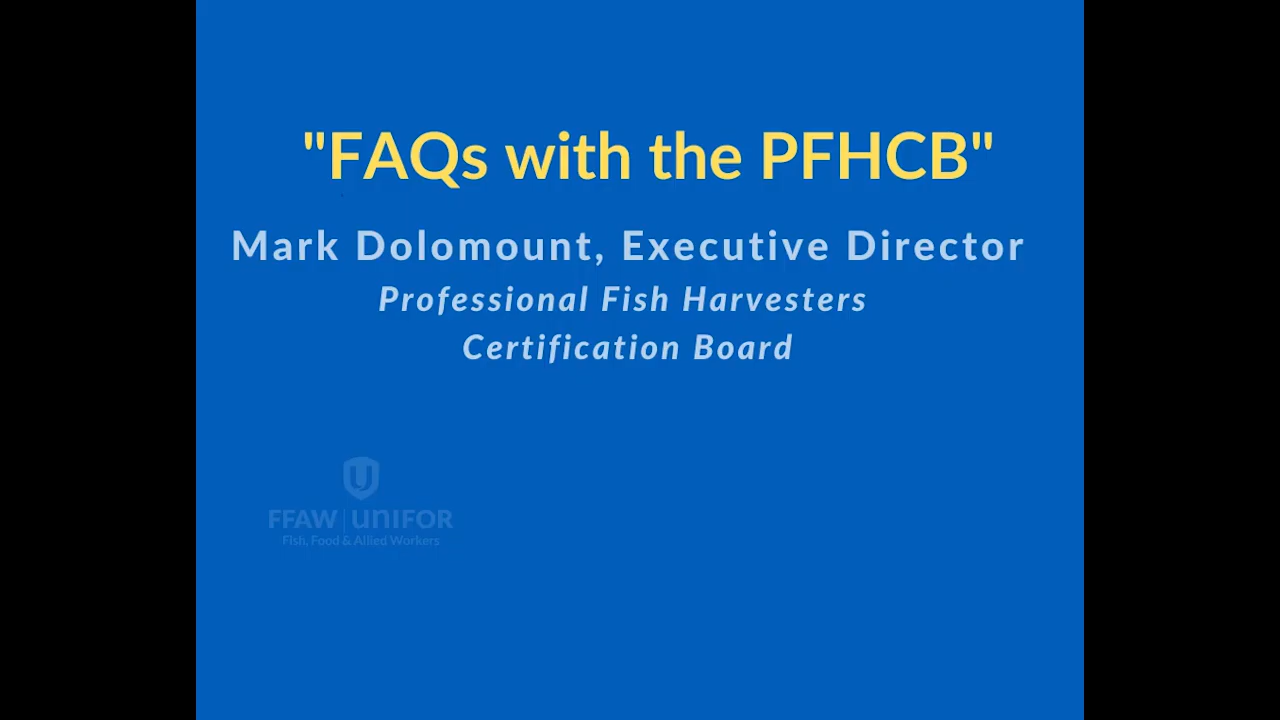 "FAQs with the PFHCB"
Mark Dolomount, Executive Director
Professional Fish Harvesters
Certification Board
U
FFAW | UNIFOR
Fish, Food & Allied Workers